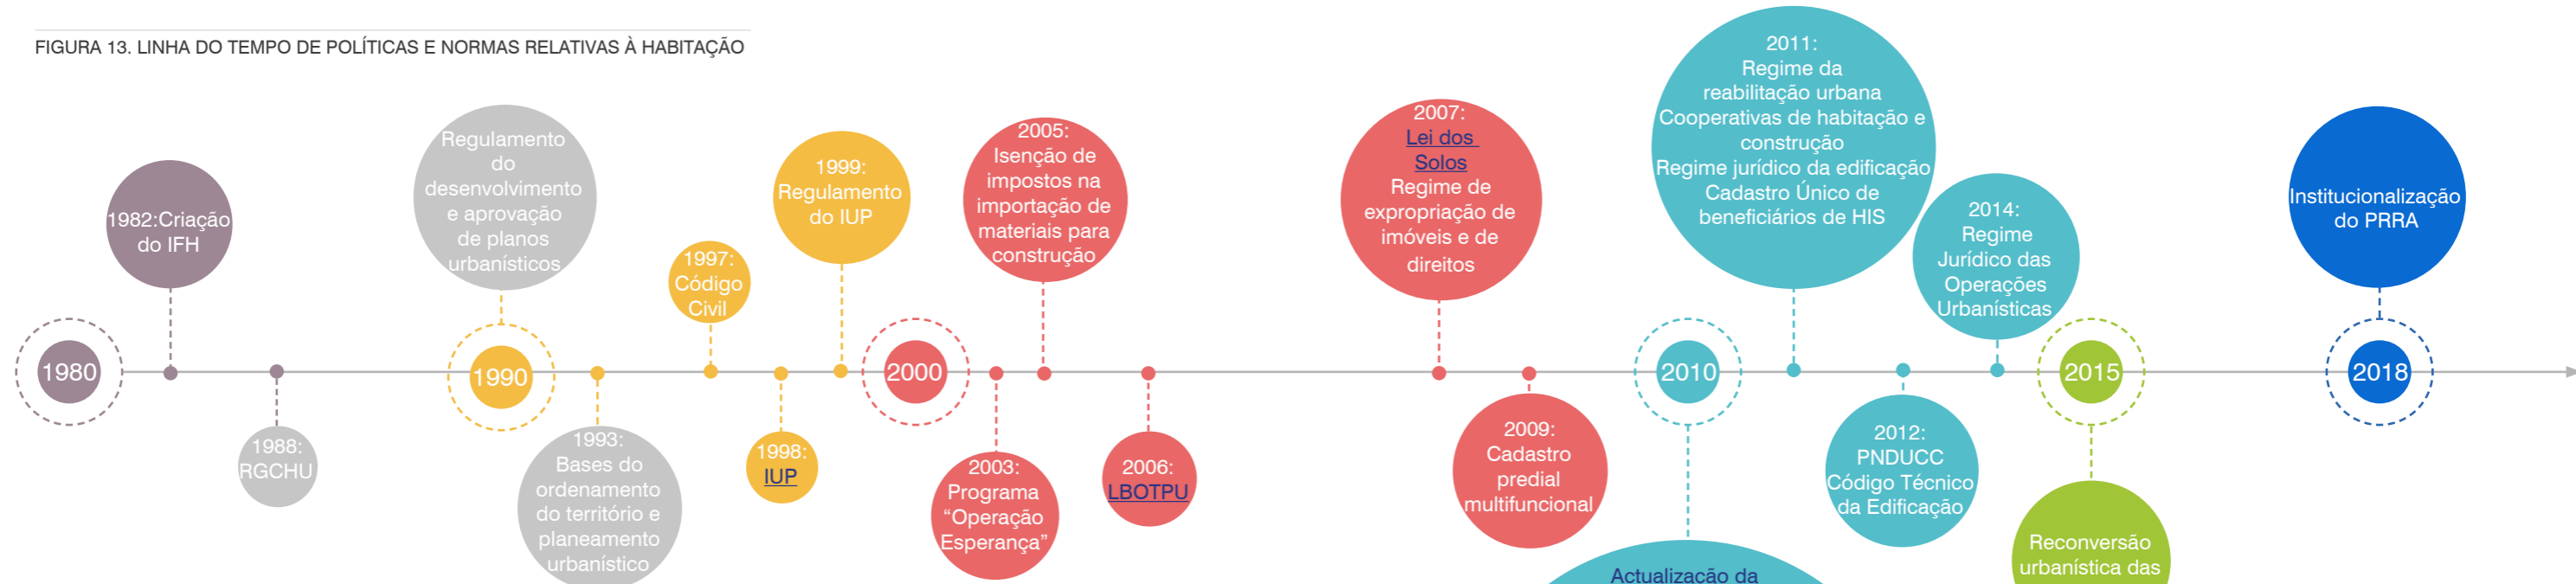 FIGURA 13. LINHA DO TEMPO DE POLÍTICAS E NORMAS RELATIVAS À HABITAÇÃO
1980
1982:Criação
do IFH
1988:
RGCHU
Regulamento
do
desenvolvimento
e aprovação
de planos
urbanísticos
1990
1993:
Bases do
ordenamento
do território e
planeamento
urbanístico
1997:
Código
Civil
1998:
IUP
1999:
Regulamento
do IUP
2000
2003:
Programa
“Operação
Esperança”
2005:
Isenção de
impostos na
importação de
materiais para
construção
2006:
LBOTPU
2007:
Lei dos
Solos
Regime de
expropriação de
imóveis e de
direitos
2009:
Cadastro
predial
multifuncional
2010
Actualização da
2011:
Regime da
reabilitação urbana
Cooperativas de habitação e
construção
Regime jurídico da edificação
Cadastro Único de
beneficiários de HIS
2012:
PNDUCC
Código Técnico
da Edificação
2014:
Regime
Jurídico das
Operações
Urbanísticas
2015
Reconversão
urbanística das
Institucionalização
do PRRA
2018